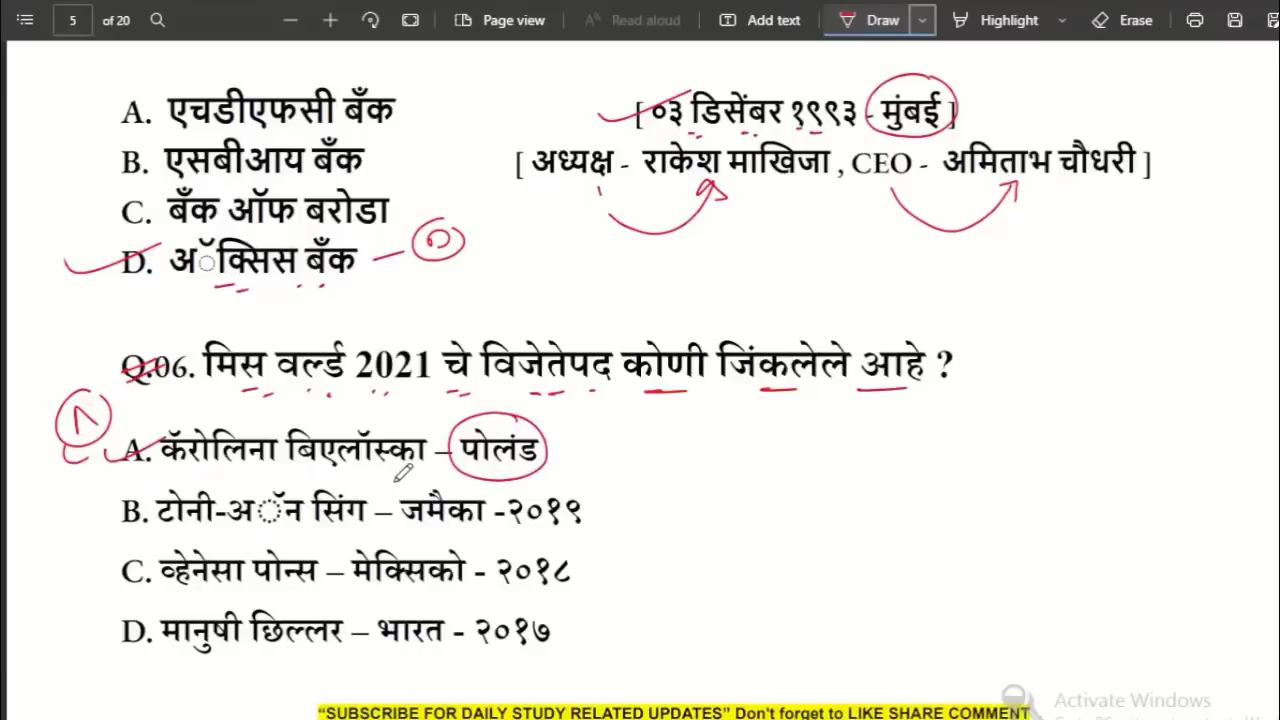 5 of 20 Page view Read aloud Add text Draw Highlight Erase
A. एचडीएफसी बँक [ ०३ डिसेंबर १९९३ - मुंबई ]
B. एसबीआय बँक [ अध्यक्ष - राकेश माखिजा , CEO - अमिताभ चौधरी ]
C. बँक ऑफ बरोडा
D. अॅक्सिस बँक – D
Q.06. मिस वर्ल्ड 2021 चे विजेतेपद कोणी जिंकलेले आहे ?
A
A. कॅरोलिना बिएलॉस्का – पोलंड
B. टोनी-अॅन सिंग – जमैका -२०१९
C. व्हेनेसा पोन्स – मेक्सिको - २०१८
D. मानुषी छिल्लर – भारत - २०१७
Activate Windows
“SUBSCRIBE FOR DAILY STUDY RELATED UPDATES” Don't forget to LIKE SHARE COMMENT